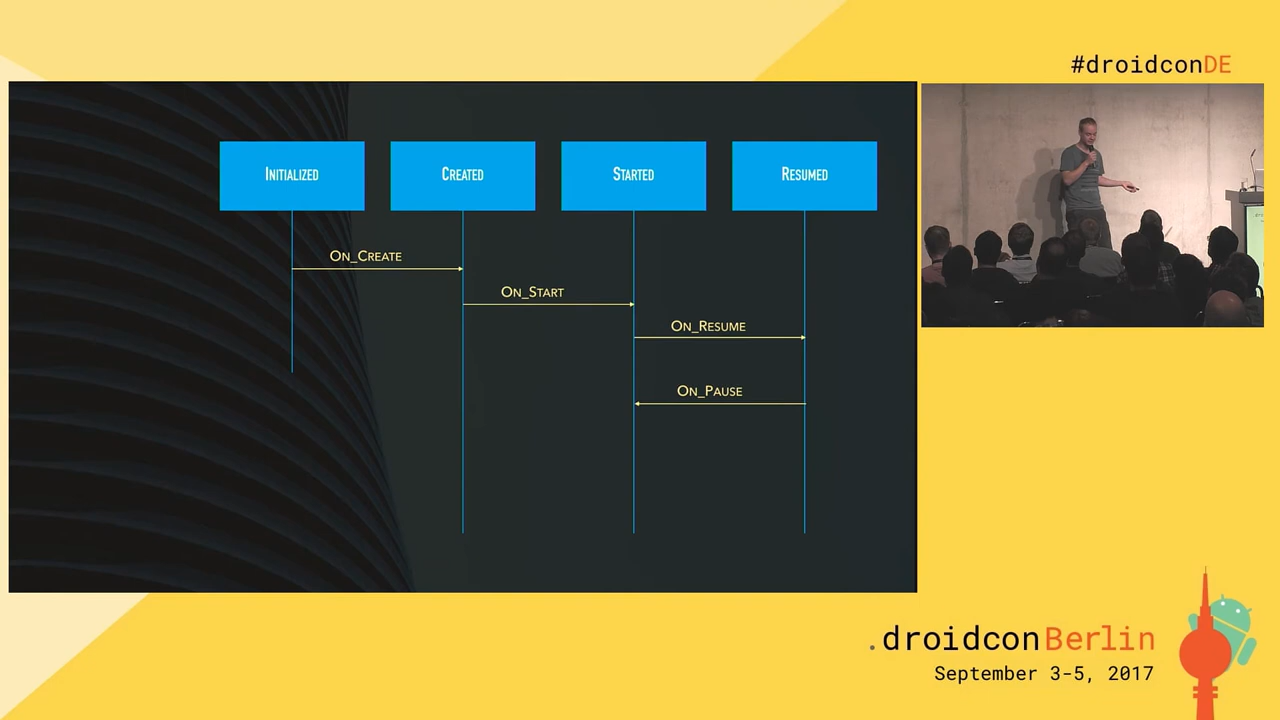 #droidconDE
INITIALIZED
CREATED
STARTED
RESUMED
ON_CREATE
ON_START
ON_RESUME
ON_PAUSE
.droidconBerlin
September 3-5, 2017